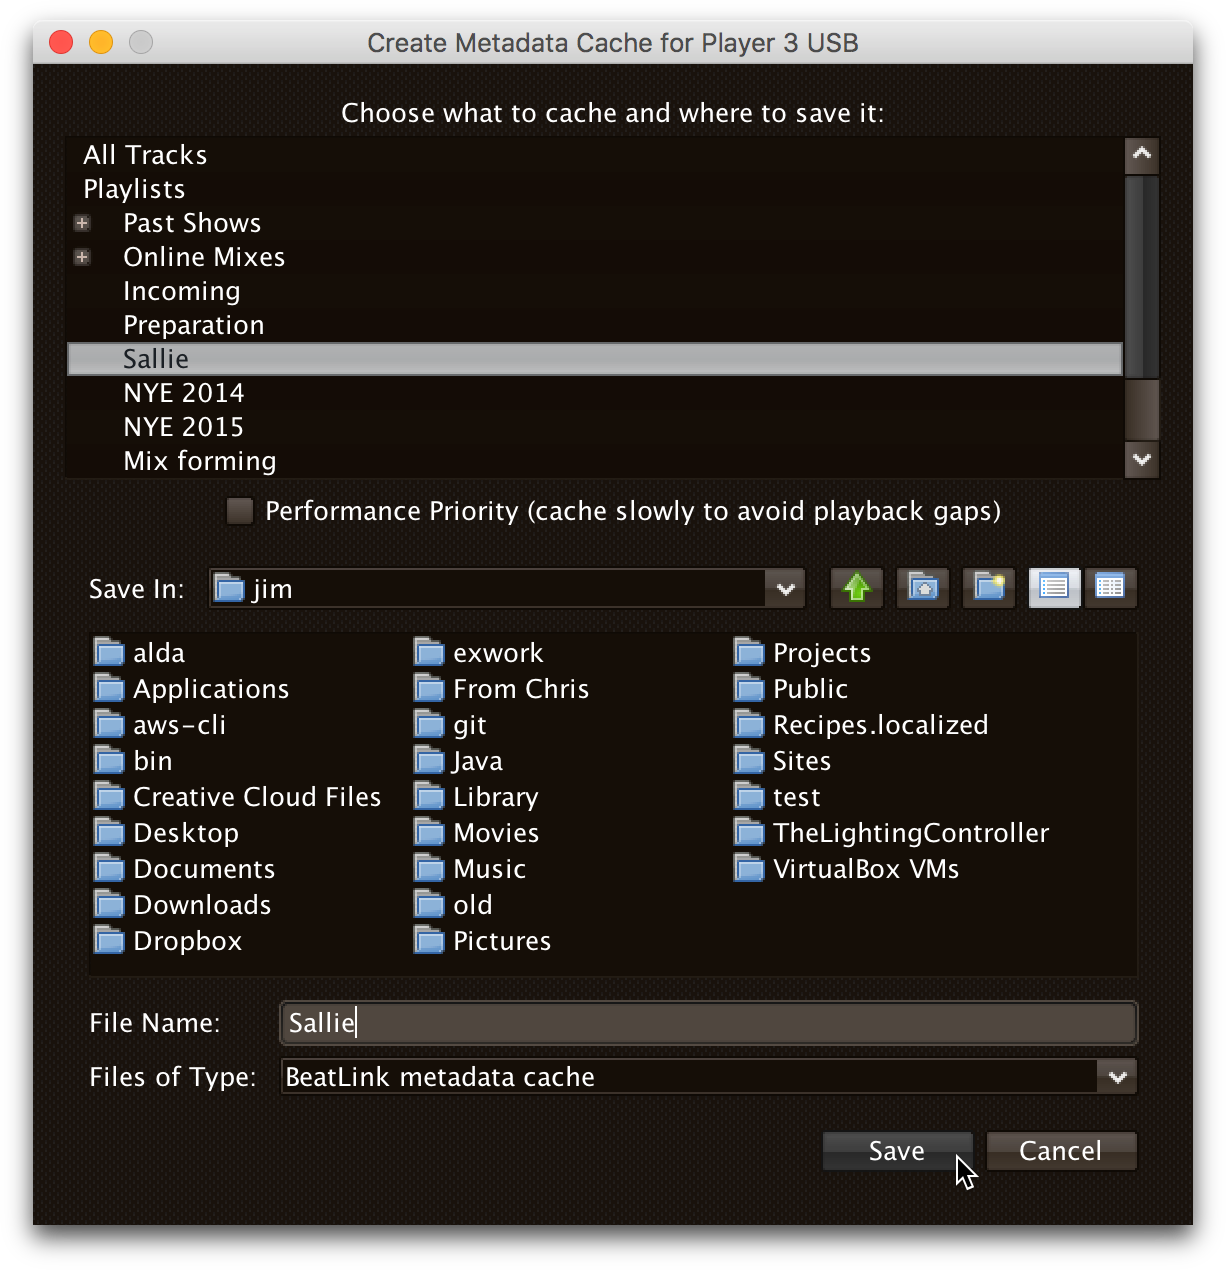 Create Metadata Cache for Player 3 USB
Choose what to cache and where to save it:
All Tracks
Playlists
Past Shows
Online Mixes
Incoming
Preparation
Sallie
NYE 2014
NYE 2015
Mix forming
Performance Priority (cache slowly to avoid playback gaps)
Save In: jim
alda
Applications
aws-cli
bin
Creative Cloud Files
Desktop
Documents
Downloads
Dropbox
exwork
From Chris
git
Java
Library
Movies
Music
old
Pictures
Projects
Public
Recipes.localized
Sites
test
TheLightingController
VirtualBox VMs
File Name: Sallie
Files of Type: BeatLink metadata cache
Save Cancel